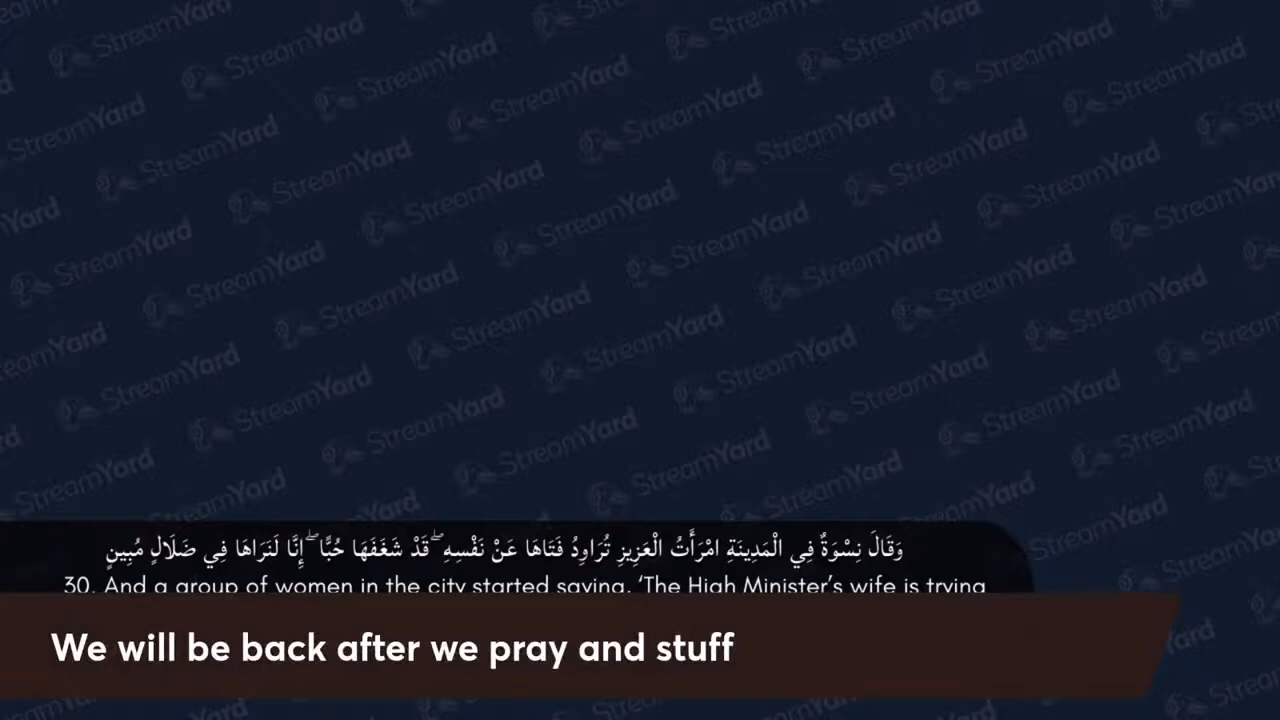 وَقَالَ نِسْوَةٌ فِي الْمَدِينَةِ امْرَأَتُ الْعَزِيزِ تُرَاوِدُ فَتَاهَا عَنْ نَفْسِهِ ۖ قَدْ شَغَفَهَا حُبًّا ۖ إِنَّا لَنَرَاهَا فِي ضَلَالٍ مُبِينٍ
30. And a group of women in the city started saying, ‘The High Minister’s wife is trying
We will be back after we pray and stuff
StreamYard